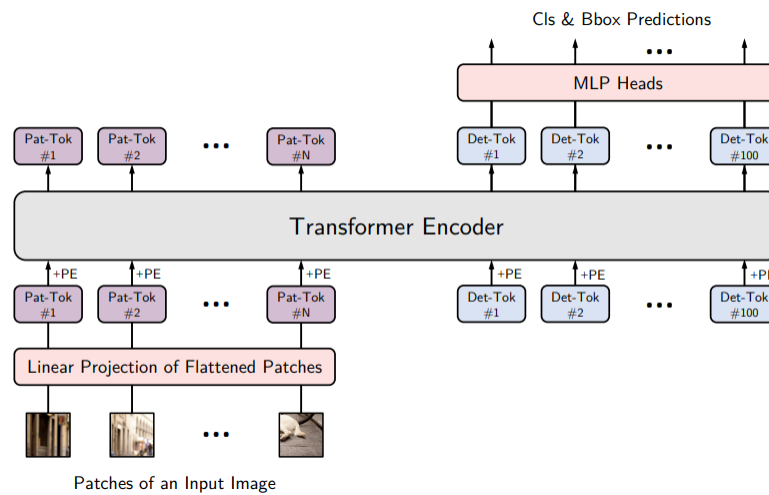 Cls & Bbox Predictions
•••
MLP Heads
Pat-Tok #1 Pat-Tok #2 ••• Pat-Tok #N Det-Tok #1 Det-Tok #2 ••• Det-Tok #100
Transformer Encoder
+PE +PE +PE +PE +PE +PE
Pat-Tok #1 Pat-Tok #2 ••• Pat-Tok #N Det-Tok #1 Det-Tok #2 ••• Det-Tok #100
Linear Projection of Flattened Patches
•••
Patches of an Input Image